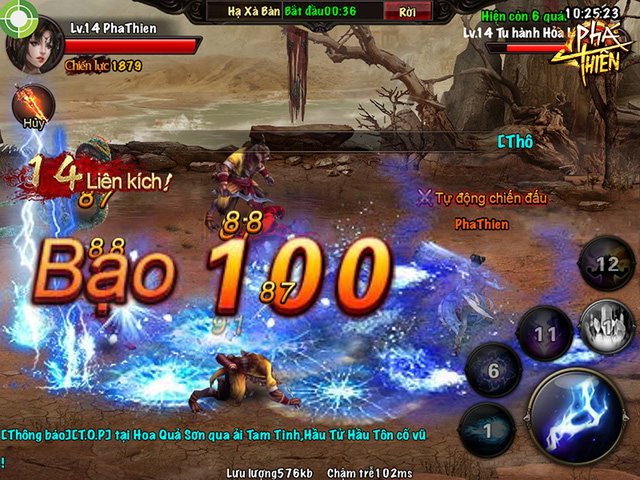 Hạ Xà Bàn Bắt đầu00:36 Rời
Hiện còn 6 quá
10:25:23
Lv.14 PhaThien
Lv.14 Tu hành Hỏa
PHA THIÊN
Chiến lực 1879
Hủy
[Thô
14 Liên kích!
87
Tự động chiến đấu
PhaThien
88
88
Bạo 100
87
91
12
11
6
1
[Thông báo][T.O.P] tại Hoa Quả Sơn qua ải Tam Tinh,Hầu Tử Hầu Tôn cổ vũ
!
Lưu lượng576kb Chậm trễ102ms